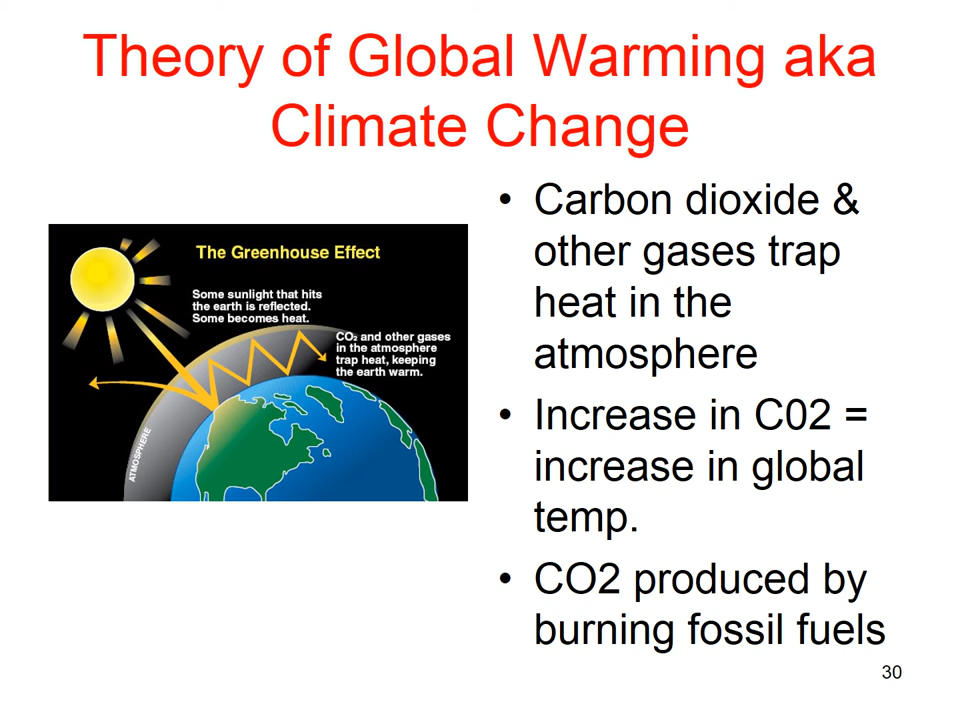 Theory of Global Warming aka
Climate Change
The Greenhouse Effect
Some sunlight that hits
the earth is reflected.
Some becomes heat.
CO₂ and other gases
in the atmosphere
trap heat, keeping
the earth warm.
ATMOSPHERE
• Carbon dioxide &
other gases trap
heat in the
atmosphere
• Increase in C02 =
increase in global
temp.
• CO2 produced by
burning fossil fuels
30